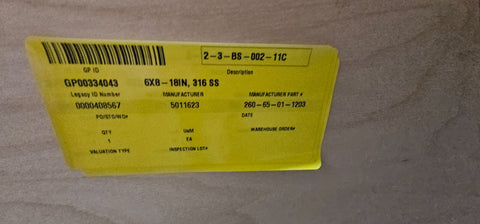 2-3-BS-002-11C
GP ID Description
GP00334043 6X8-18IN, 316 SS
Legacy ID Number MANUFACTURER MANUFACTURER PART#
0000408567 5011623 260-65-01-1203
PO/STO/WO# DATE
QTY UoM WAREHOUSE ORDER#
1 EA
VALUATION TYPE INSPECTION LOT#